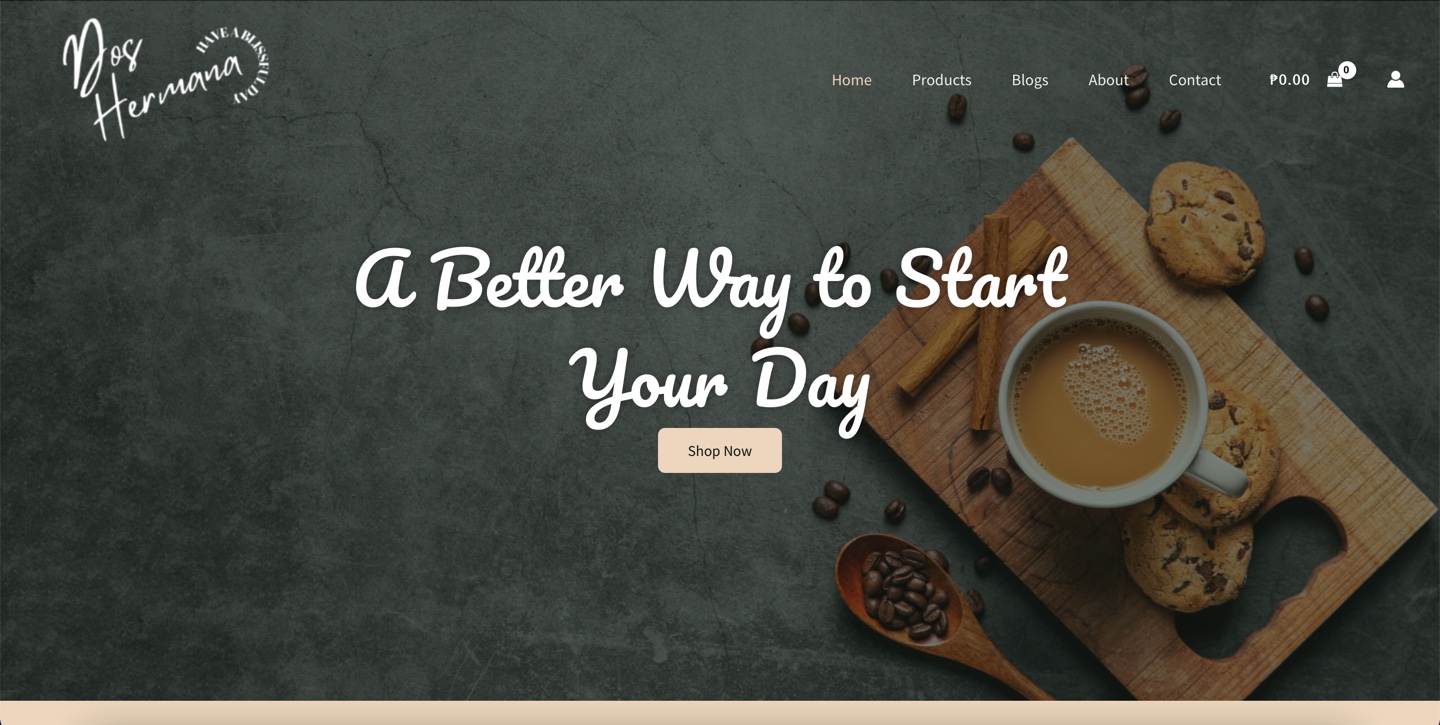 Dos
Hermana
HAVE A BLISSFUL DAY
Home Products Blogs About Contact ₱0.00 0
A Better Way to Start
Your Day
Shop Now